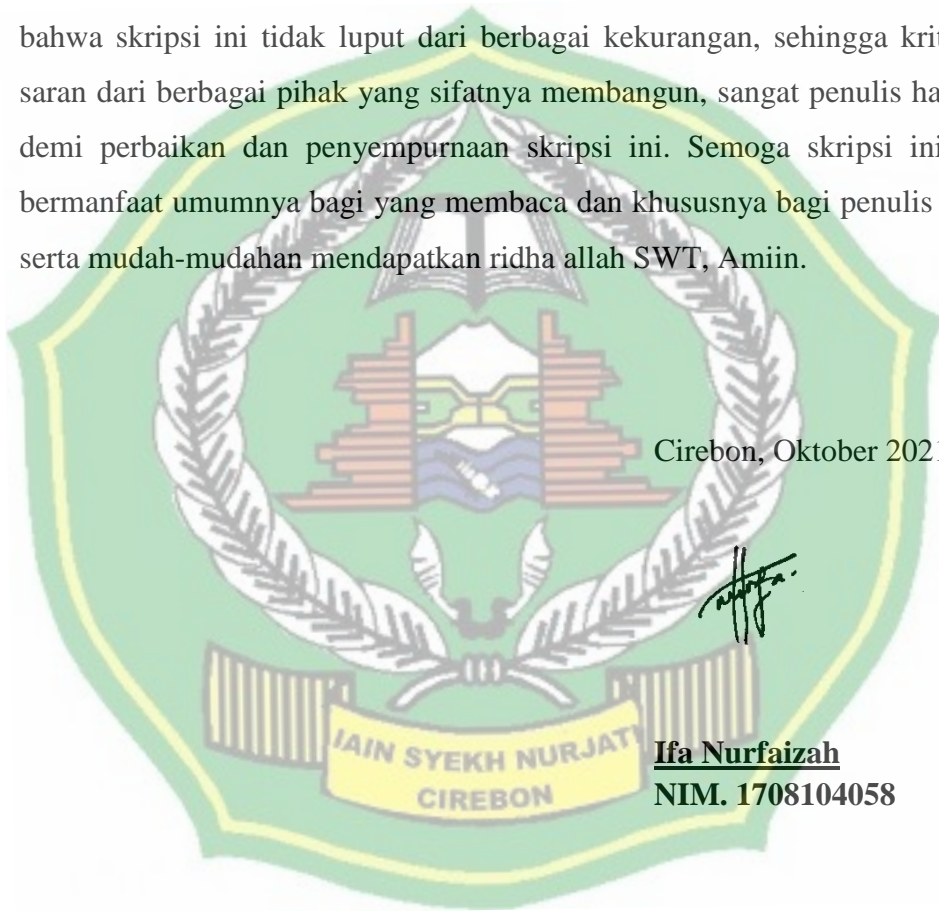 bahwa skripsi ini tidak luput dari berbagai kekurangan, sehingga krit
saran dari berbagai pihak yang sifatnya membangun, sangat penulis ha
demi perbaikan dan penyempurnaan skripsi ini. Semoga skripsi ini
bermanfaat umumnya bagi yang membaca dan khususnya bagi penulis
serta mudah-mudahan mendapatkan ridha allah SWT, Amiin.
Cirebon, Oktober 2021
IAIN SYEKH NURJATI
CIREBON
Ifa Nurfaizah
NIM. 1708104058